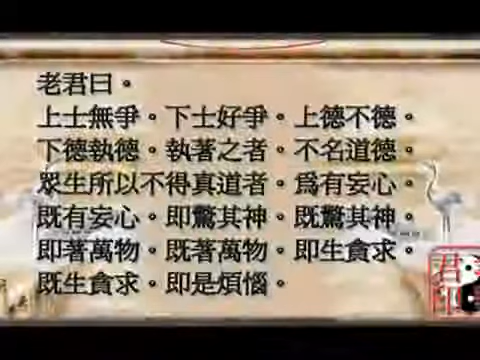 老君曰。
上士無爭。下士好爭。上德不德。
下德執德。執著之者。不名道德。
眾生所以不得真道者。為有妄心。
既有妄心。即驚其神。既驚其神。
即著萬物。既著萬物。即生貪求。
既生貪求。即是煩惱。
君